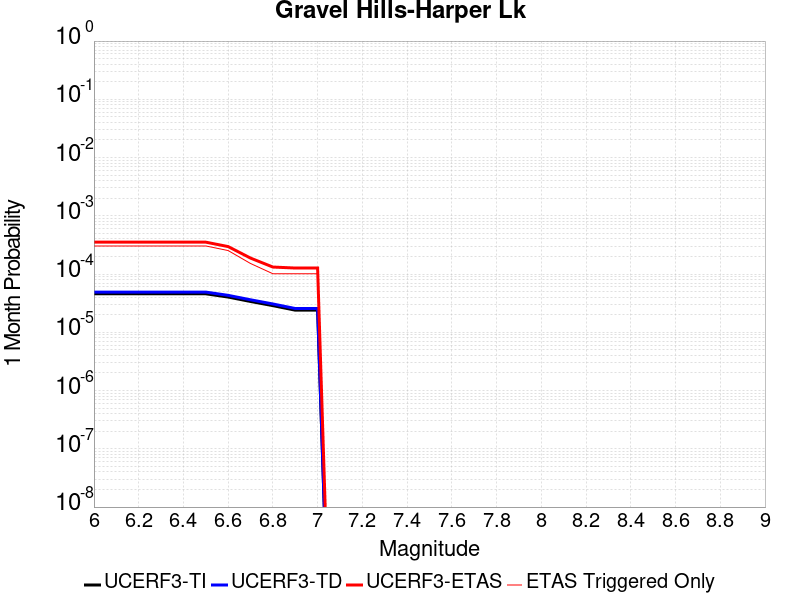 Gravel Hills-Harper Lk
1 Month Probability
10^0
10^-1
10^-2
10^-3
10^-4
10^-5
10^-6
10^-7
10^-8
6 6.2 6.4 6.6 6.8 7 7.2 7.4 7.6 7.8 8 8.2 8.4 8.6 8.8 9
Magnitude
UCERF3-TI UCERF3-TD UCERF3-ETAS ETAS Triggered Only